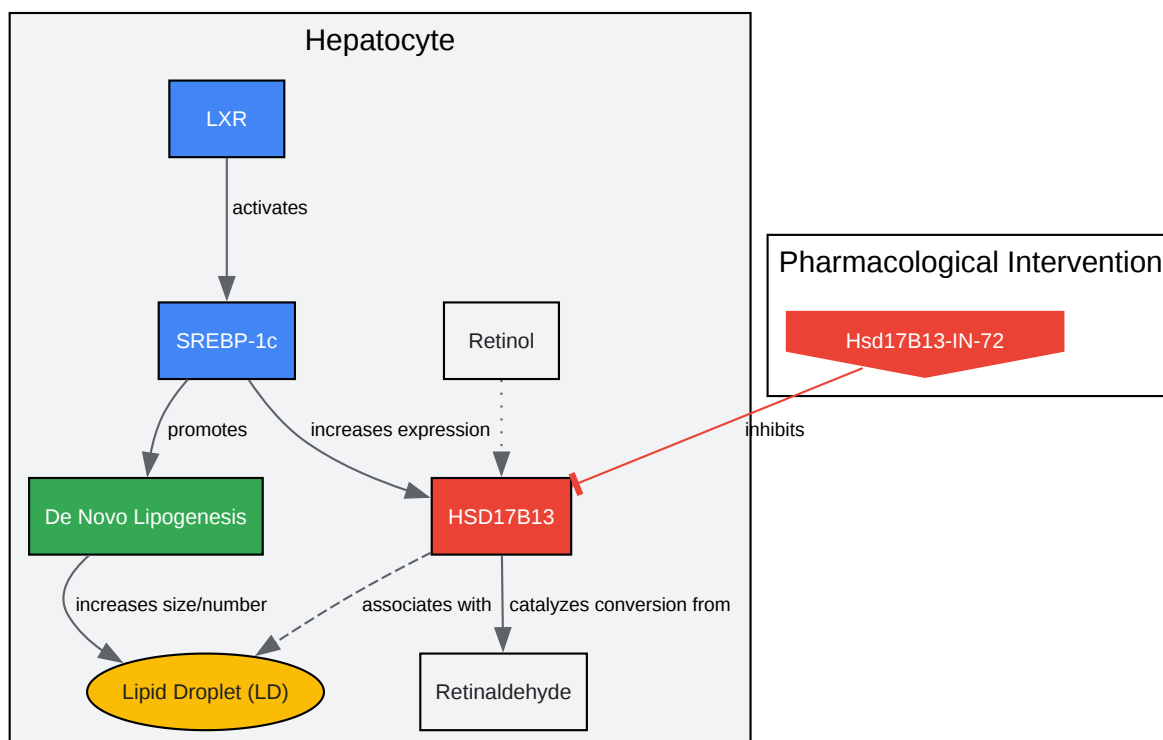 Hepatocyte
LXR
activates
Pharmacological Intervention
SREBP-1c
Retinol
Hsd17B13-IN-72
promotes
increases expression
inhibits
De Novo Lipogenesis
HSD17B13
increases size/number
associates with
catalyzes conversion from
Lipid Droplet (LD)
Retinaldehyde